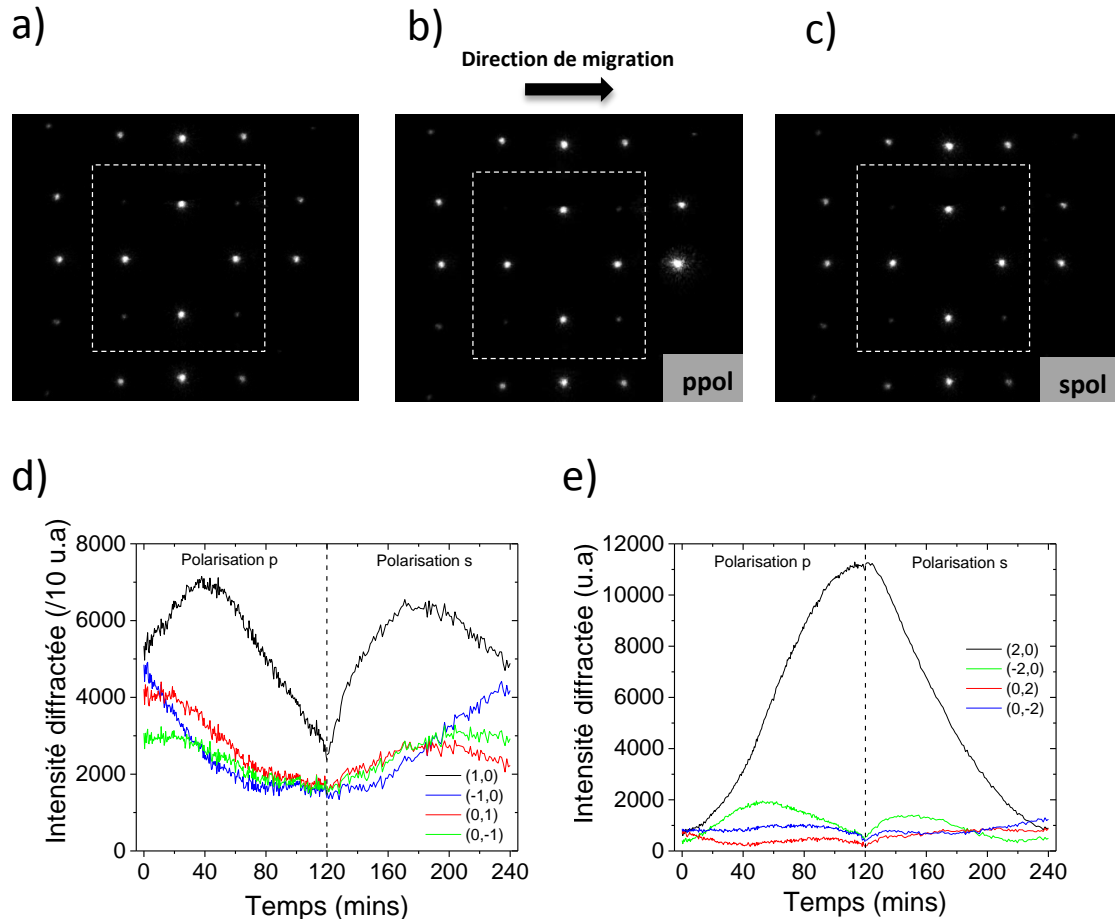 a)
b)
c)
Direction de migration
ppol
spol
d)
e)
Intensité diffractée (/10 u.a)
8000
6000
4000
2000
0
Polarisation p
Polarisation s
(1,0)
(-1,0)
(0,1)
(0,-1)
0
40
80
120
160
200
240
Temps (mins)
Intensité diffractée (u.a)
12000
10000
8000
6000
4000
2000
0
Polarisation p
Polarisation s
(2,0)
(-2,0)
(0,2)
(0,-2)
0
40
80
120
160
200
240
Temps (mins)